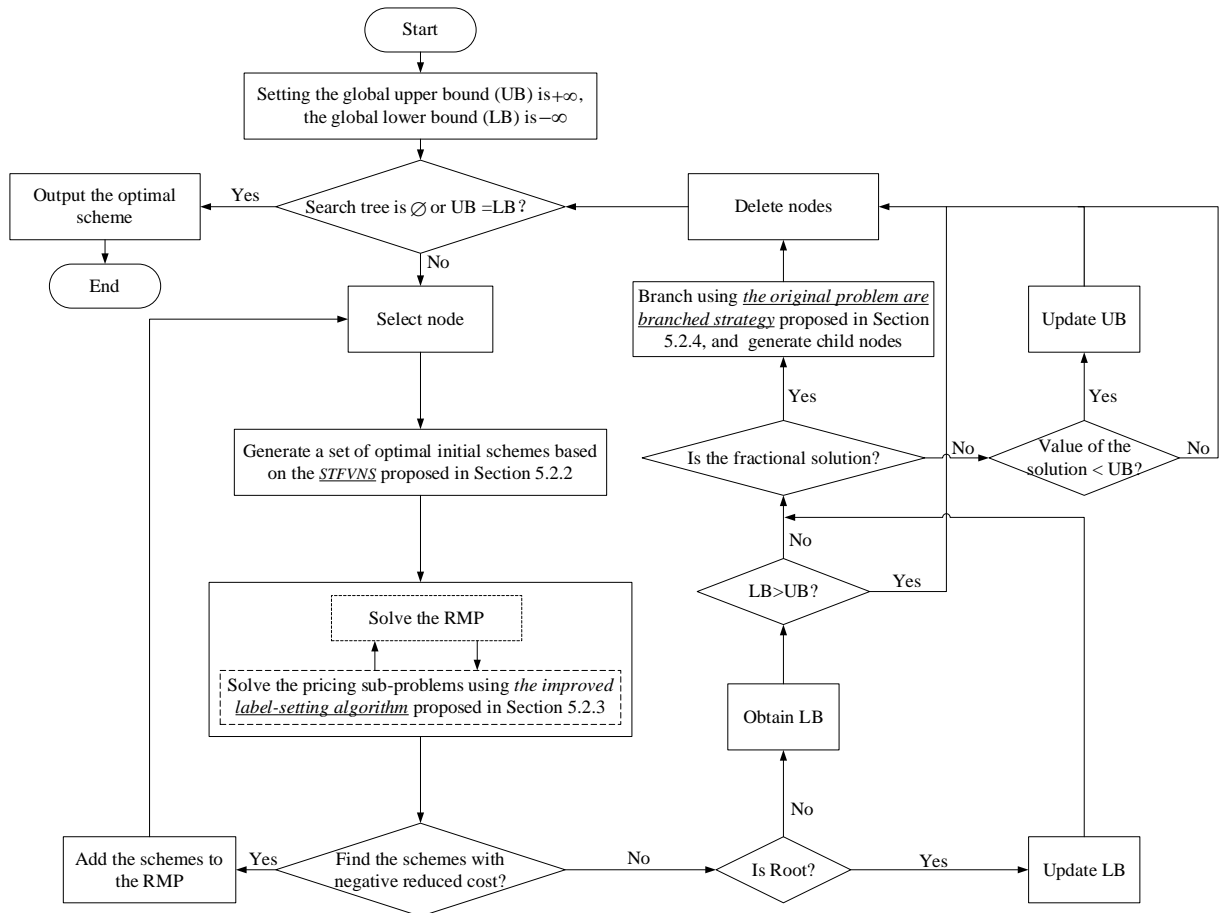 Start
Setting the global upper bound (UB) is+∞,
the global lower bound (LB) is−∞
Output the optimal
scheme
Yes
Search tree is ∅ or UB =LB?
Delete nodes
No
End
Select node
Branch using the original problem are
branched strategy proposed in Section
5.2.4, and generate child nodes
Update UB
Yes
Yes
Generate a set of optimal initial schemes based
on the STFVNS proposed in Section 5.2.2
Is the fractional solution?
No
Value of the
solution < UB?
No
No
LB>UB?
Yes
Solve the RMP
Solve the pricing sub-problems using the improved
label-setting algorithm proposed in Section 5.2.3
Obtain LB
No
Add the schemes to
the RMP
Yes
Find the schemes with
negative reduced cost?
No
Is Root?
Yes
Update LB